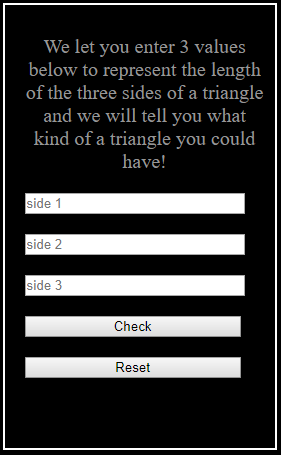 We let you enter 3 values
below to represent the length
of the three sides of a triangle
and we will tell you what
kind of a triangle you could
have!
side 1
side 2
side 3
Check
Reset